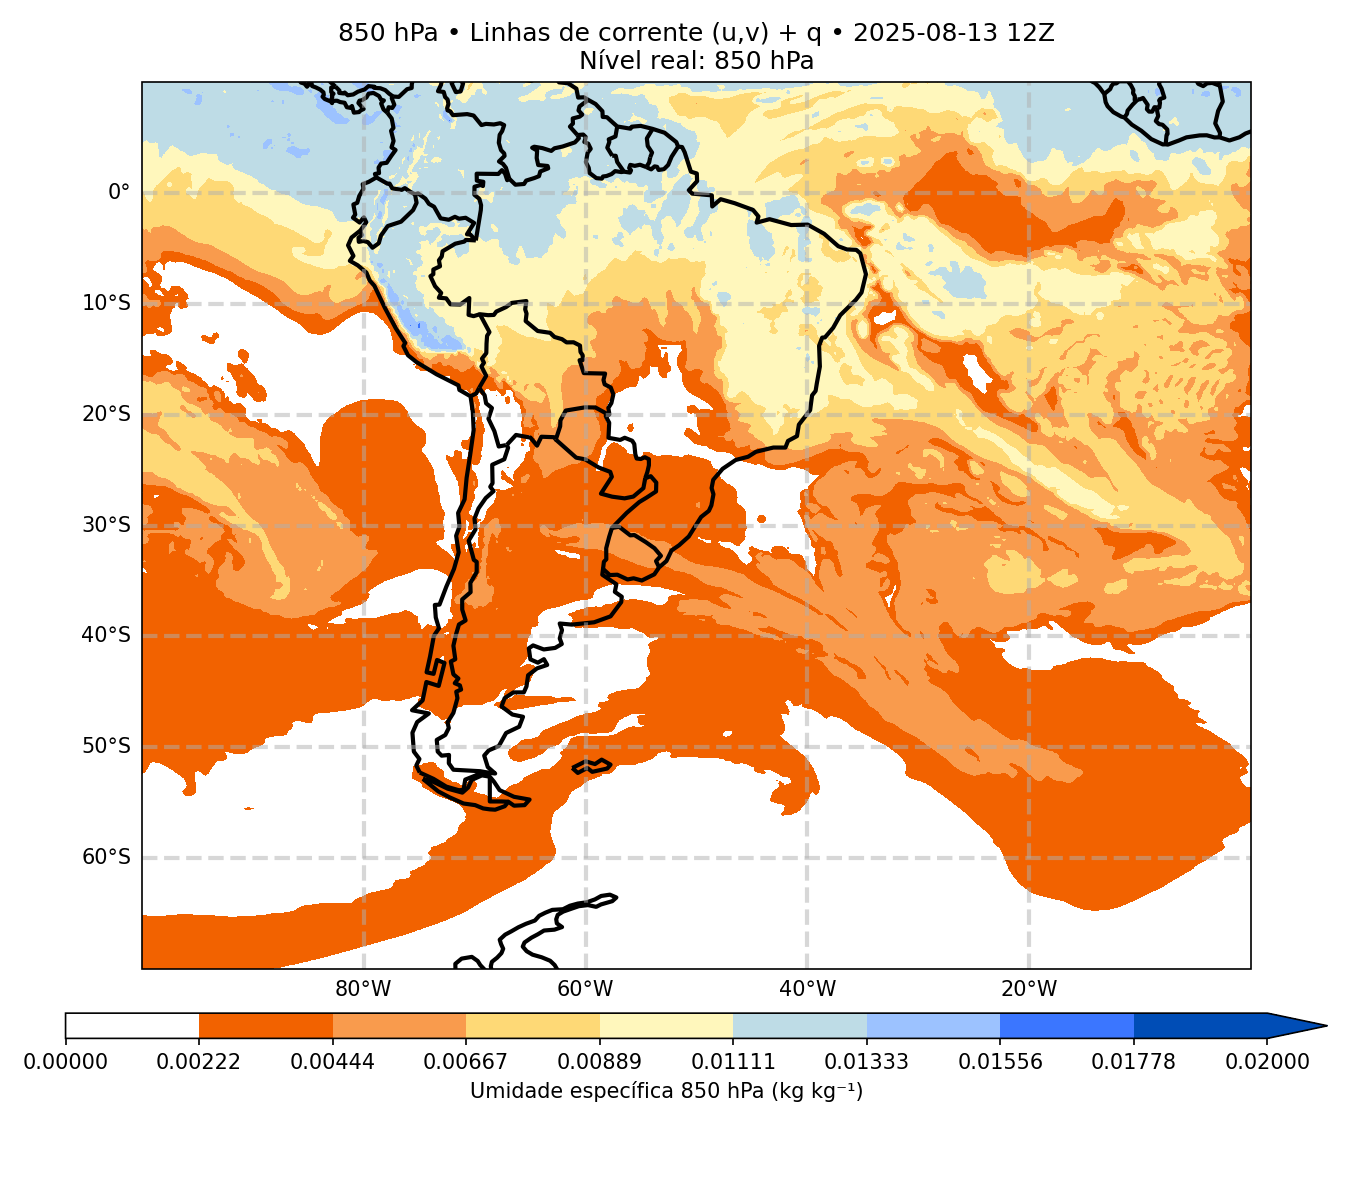 850 hPa • Linhas de corrente (u,v) + q • 2025-08-13 12Z
Nível real: 850 hPa
0°
10°S
20°S
30°S
40°S
50°S
60°S
80°W 60°W 40°W 20°W
0.00000 0.00222 0.00444 0.00667 0.00889 0.01111 0.01333 0.01556 0.01778 0.02000
Umidade específica 850 hPa (kg kg⁻¹)